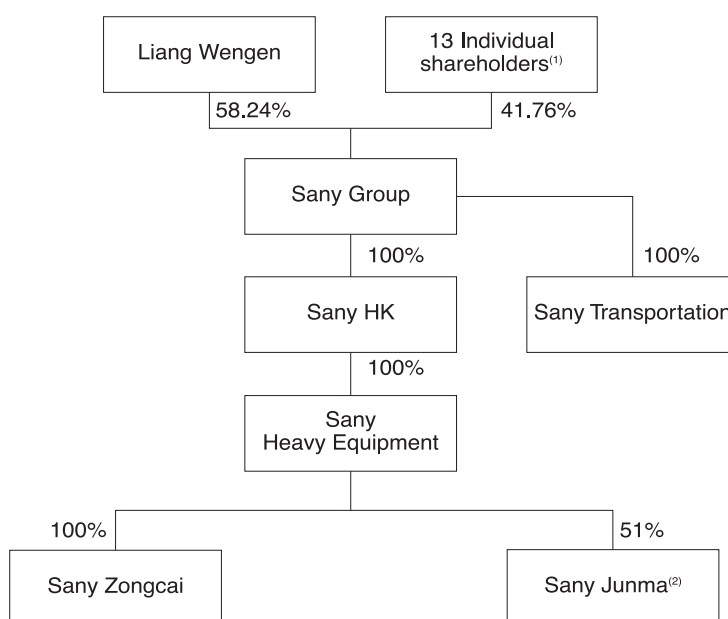 Liang Wengen
13 Individual
shareholders(1)
58.24%
41.76%
Sany Group
100%
100%
Sany HK
Sany Transportation
100%
Sany
Heavy Equipment
100%
51%
Sany Zongcai
Sany Junma(2)